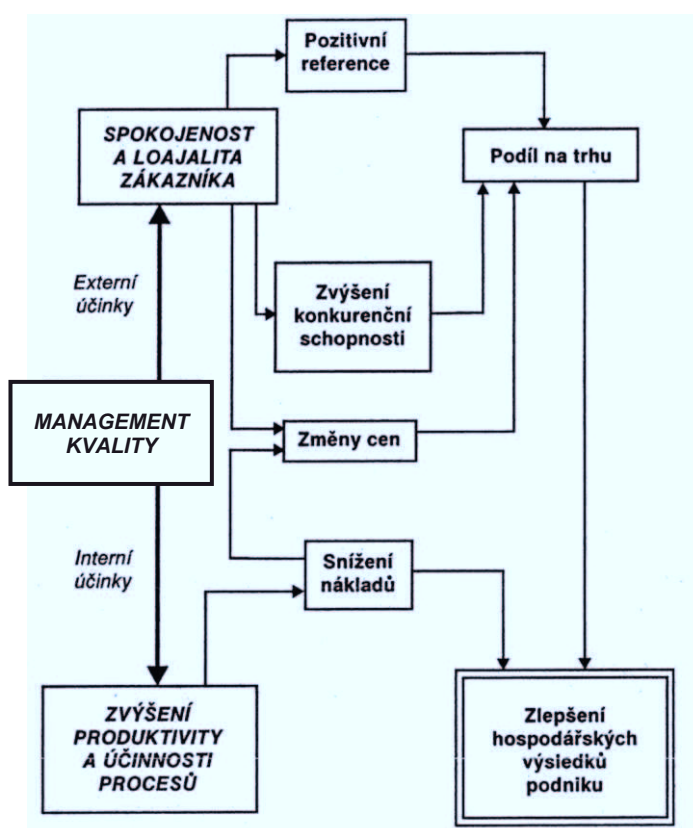 Pozitivní
reference
SPOKOJENOST
A LOAJALITA
ZÁKAZNÍKA
Podíl na trhu
Externí
účinky
Zvýšení
konkurenční
schopnosti
MANAGEMENT
KVALITY
Změny cen
Interní
účinky
Snížení
nákladů
ZVÝŠENÍ
PRODUKTIVITY
A ÚČINNOSTI
PROCESŮ
Zlepšení
hospodářských
výsiedků
podniku